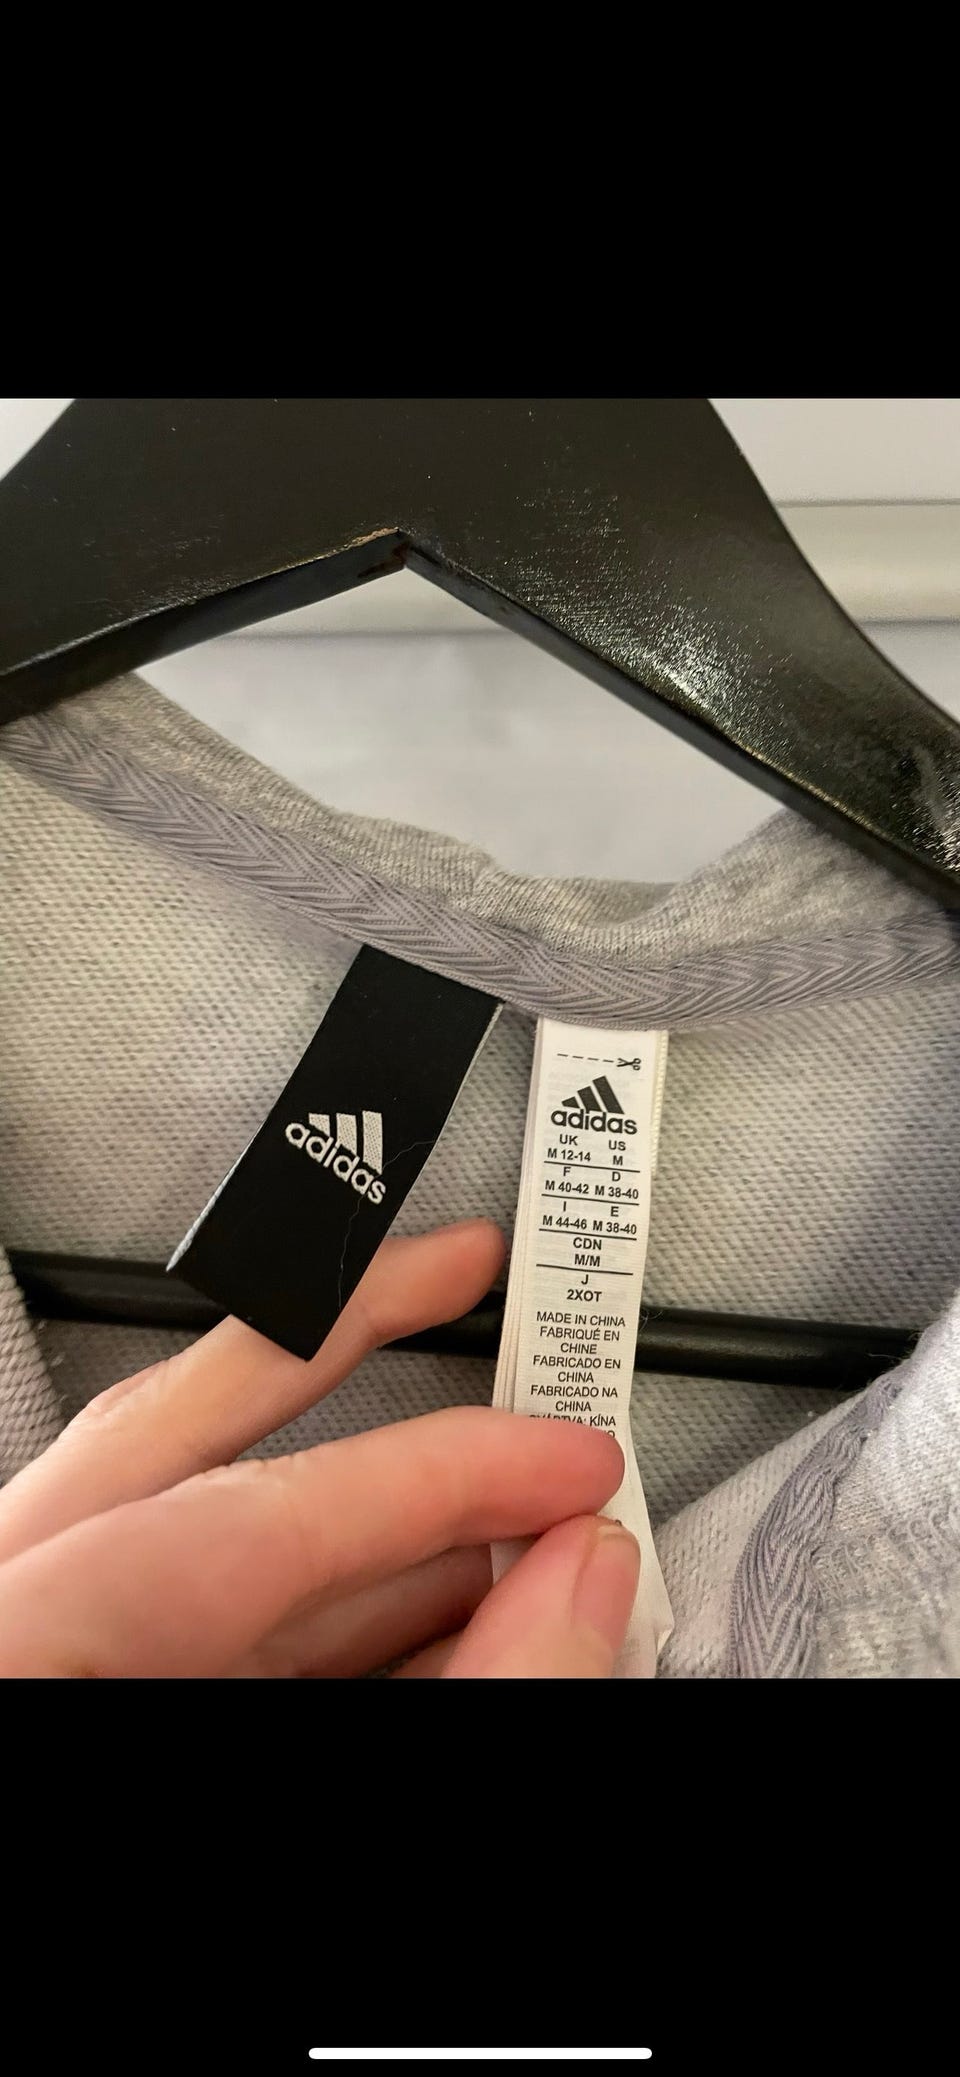 adidas
adidas
UK US
M 12-14 M
F D
M 40-42 M 38-40
I E
M 44-46 M 38-40
CDN
M/M
J
2XOT
MADE IN CHINA
FABRIQUÉ EN
CHINE
FABRICADO EN
CHINA
FABRICADO NA
CHINA
KÍNA